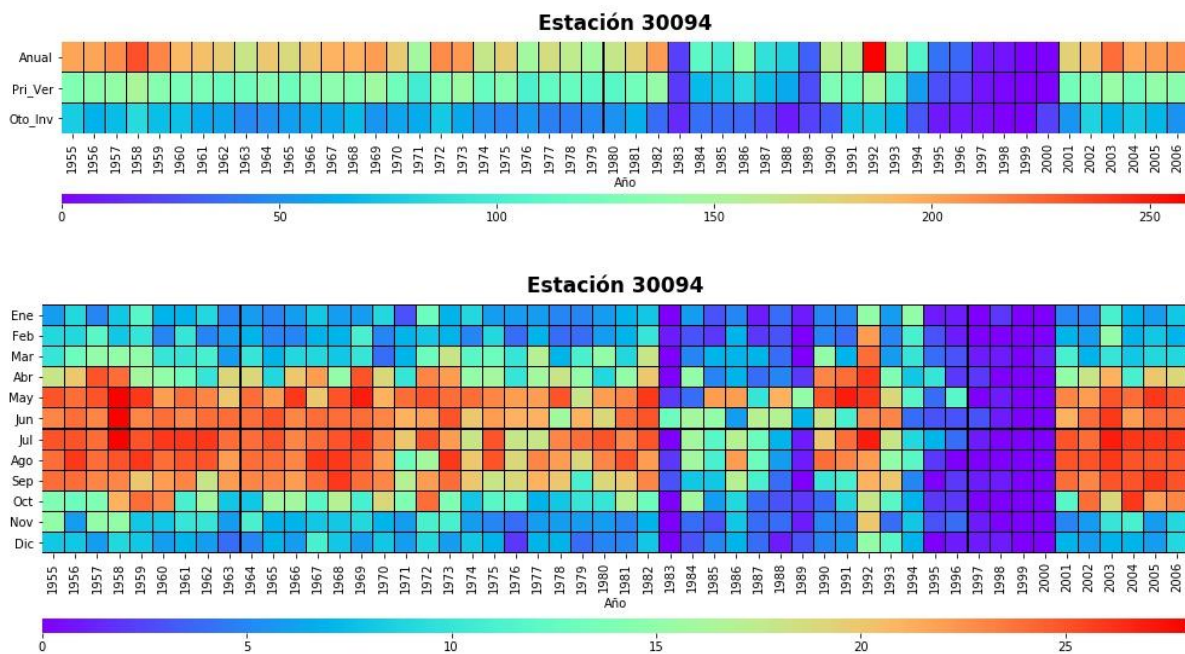 Estación 30094
Anual
Pri_Ver
Oto_Inv
1955 1956 1957 1958 1959 1960 1961 1962 1963 1964 1965 1966 1967 1968 1969 1970 1971 1972 1973 1974 1975 1976 1977 1978 1979 1980 1981 1982 1983 1984 1985 1986 1987 1988 1989 1990 1991 1992 1993 1994 1995 1996 1997 1998 1999 2000 2001 2002 2003 2004 2005 2006
Año
0 50 100 150 200 250
Estación 30094
Ene
Feb
Mar
Abr
May
Jun
Jul
Ago
Sep
Oct
Nov
Dic
1955 1956 1957 1958 1959 1960 1961 1962 1963 1964 1965 1966 1967 1968 1969 1970 1971 1972 1973 1974 1975 1976 1977 1978 1979 1980 1981 1982 1983 1984 1985 1986 1987 1988 1989 1990 1991 1992 1993 1994 1995 1996 1997 1998 1999 2000 2001 2002 2003 2004 2005 2006
Año
0 5 10 15 20 25